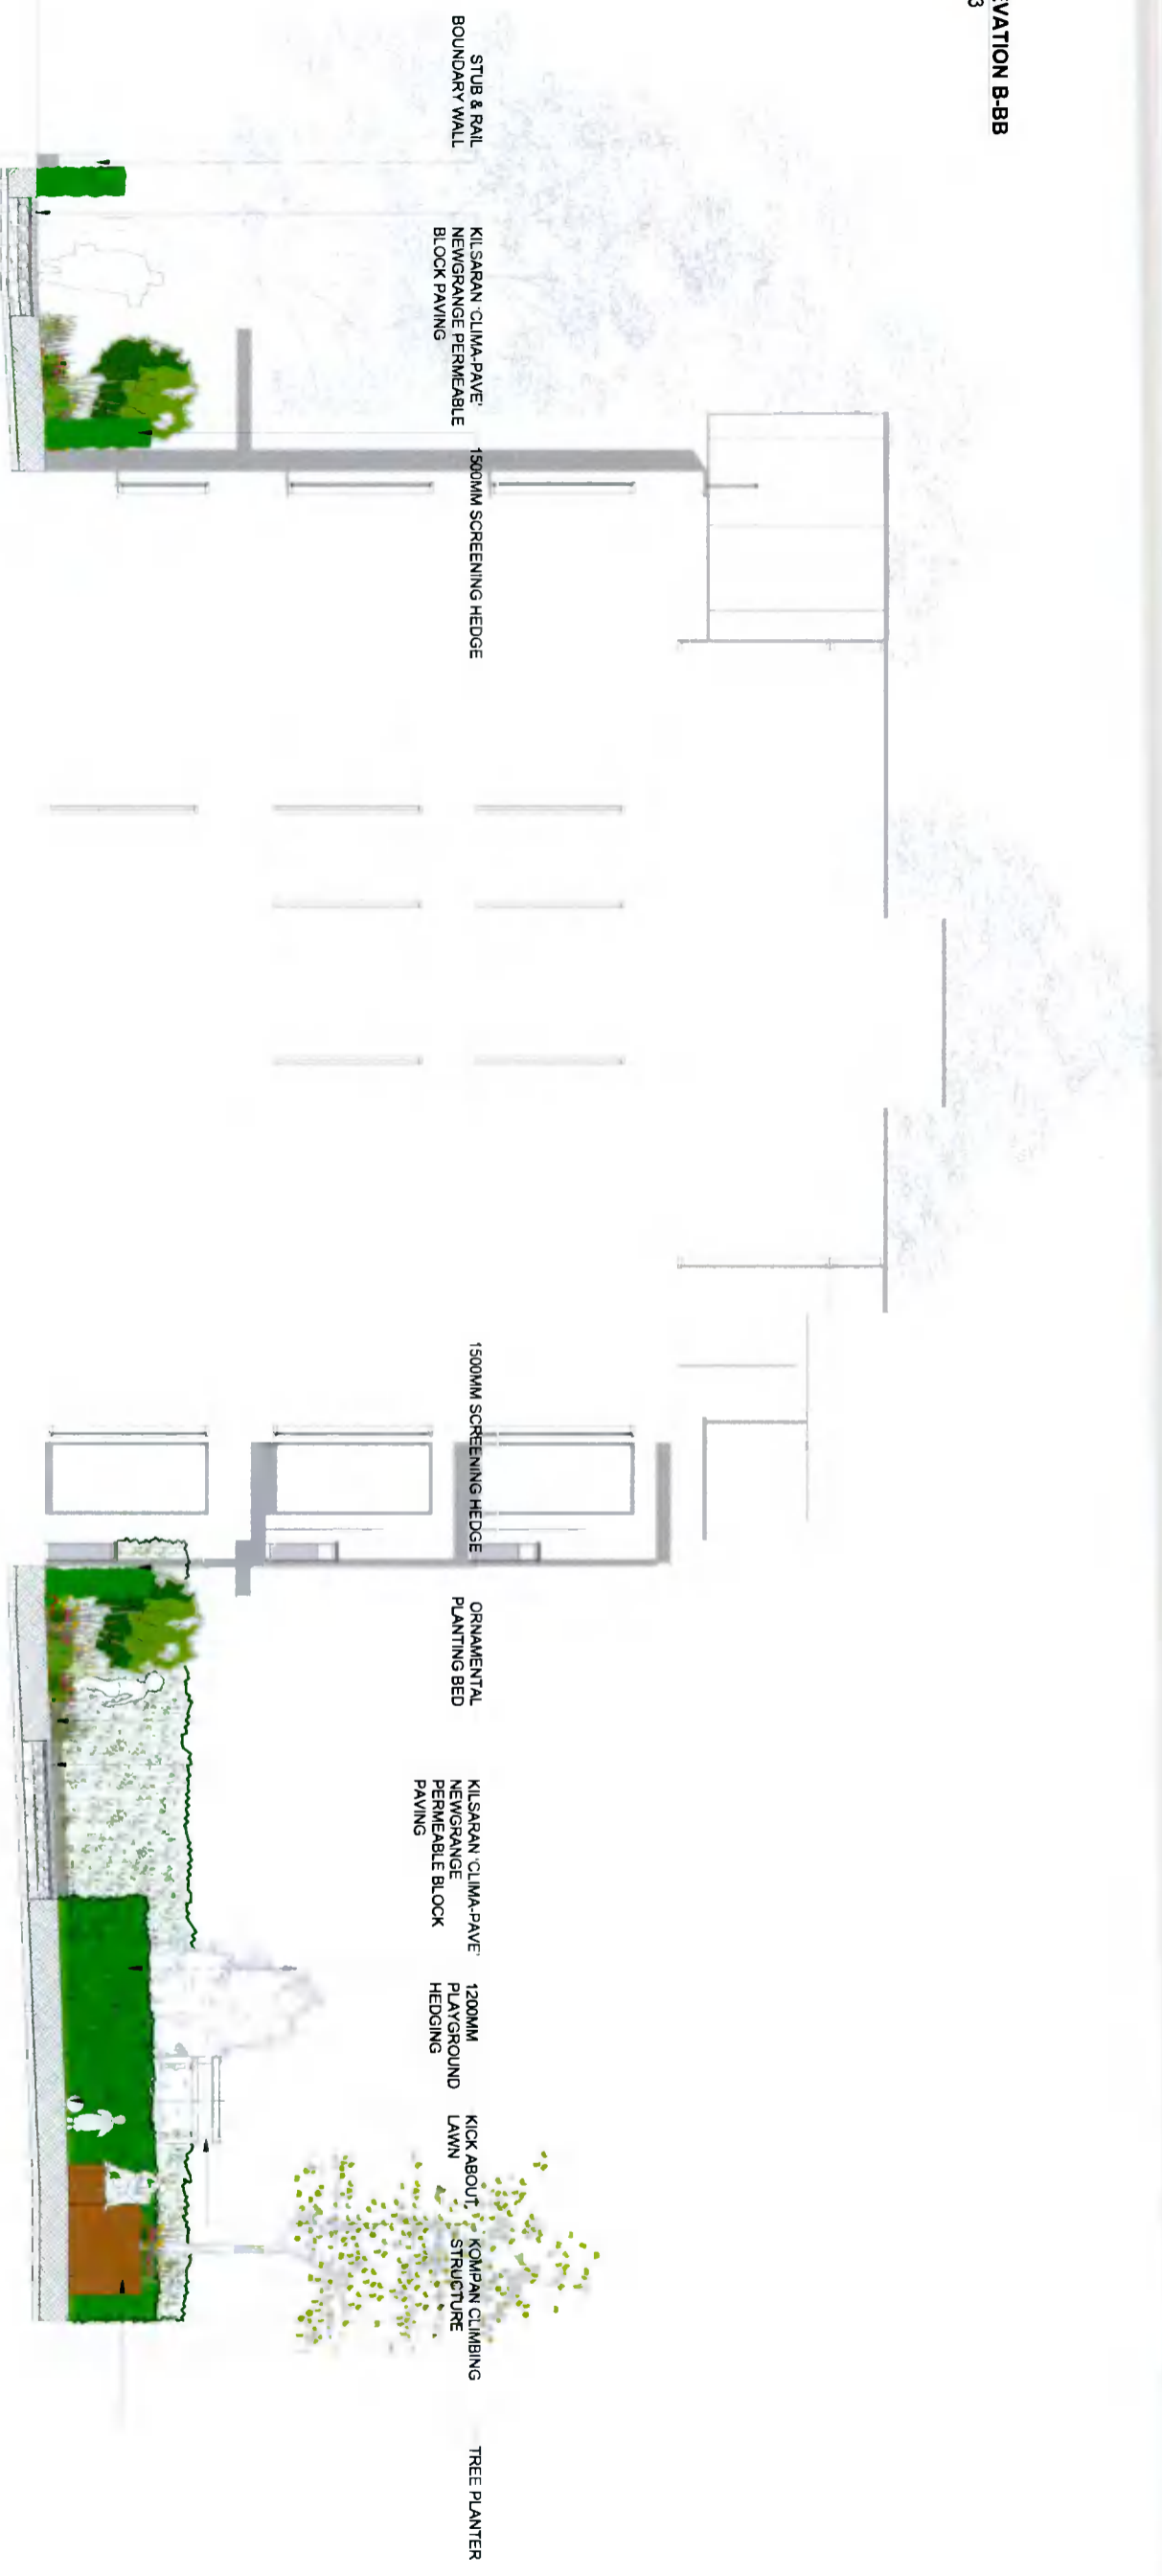 VATION B-BB
3
STUB & RAIL
BOUNDARY WALL
KILSARAN 'CLIMA-PAVE'
NEWGRANGE PERMEABLE
BLOCK PAVING
1500MM SCREENING HEDGE
1500MM SCREENING HEDGE
ORNAMENTAL
PLANTING BED
KILSARAN 'CLIMA-PAVE'
NEWGRANGE
PERMEABLE BLOCK
PAVING
1200MM
PLAYGROUND
HEDGING
KICK ABOUT
LAWN
KOMPAN CLIMBING
STRUCTURE
TREE PLANTER